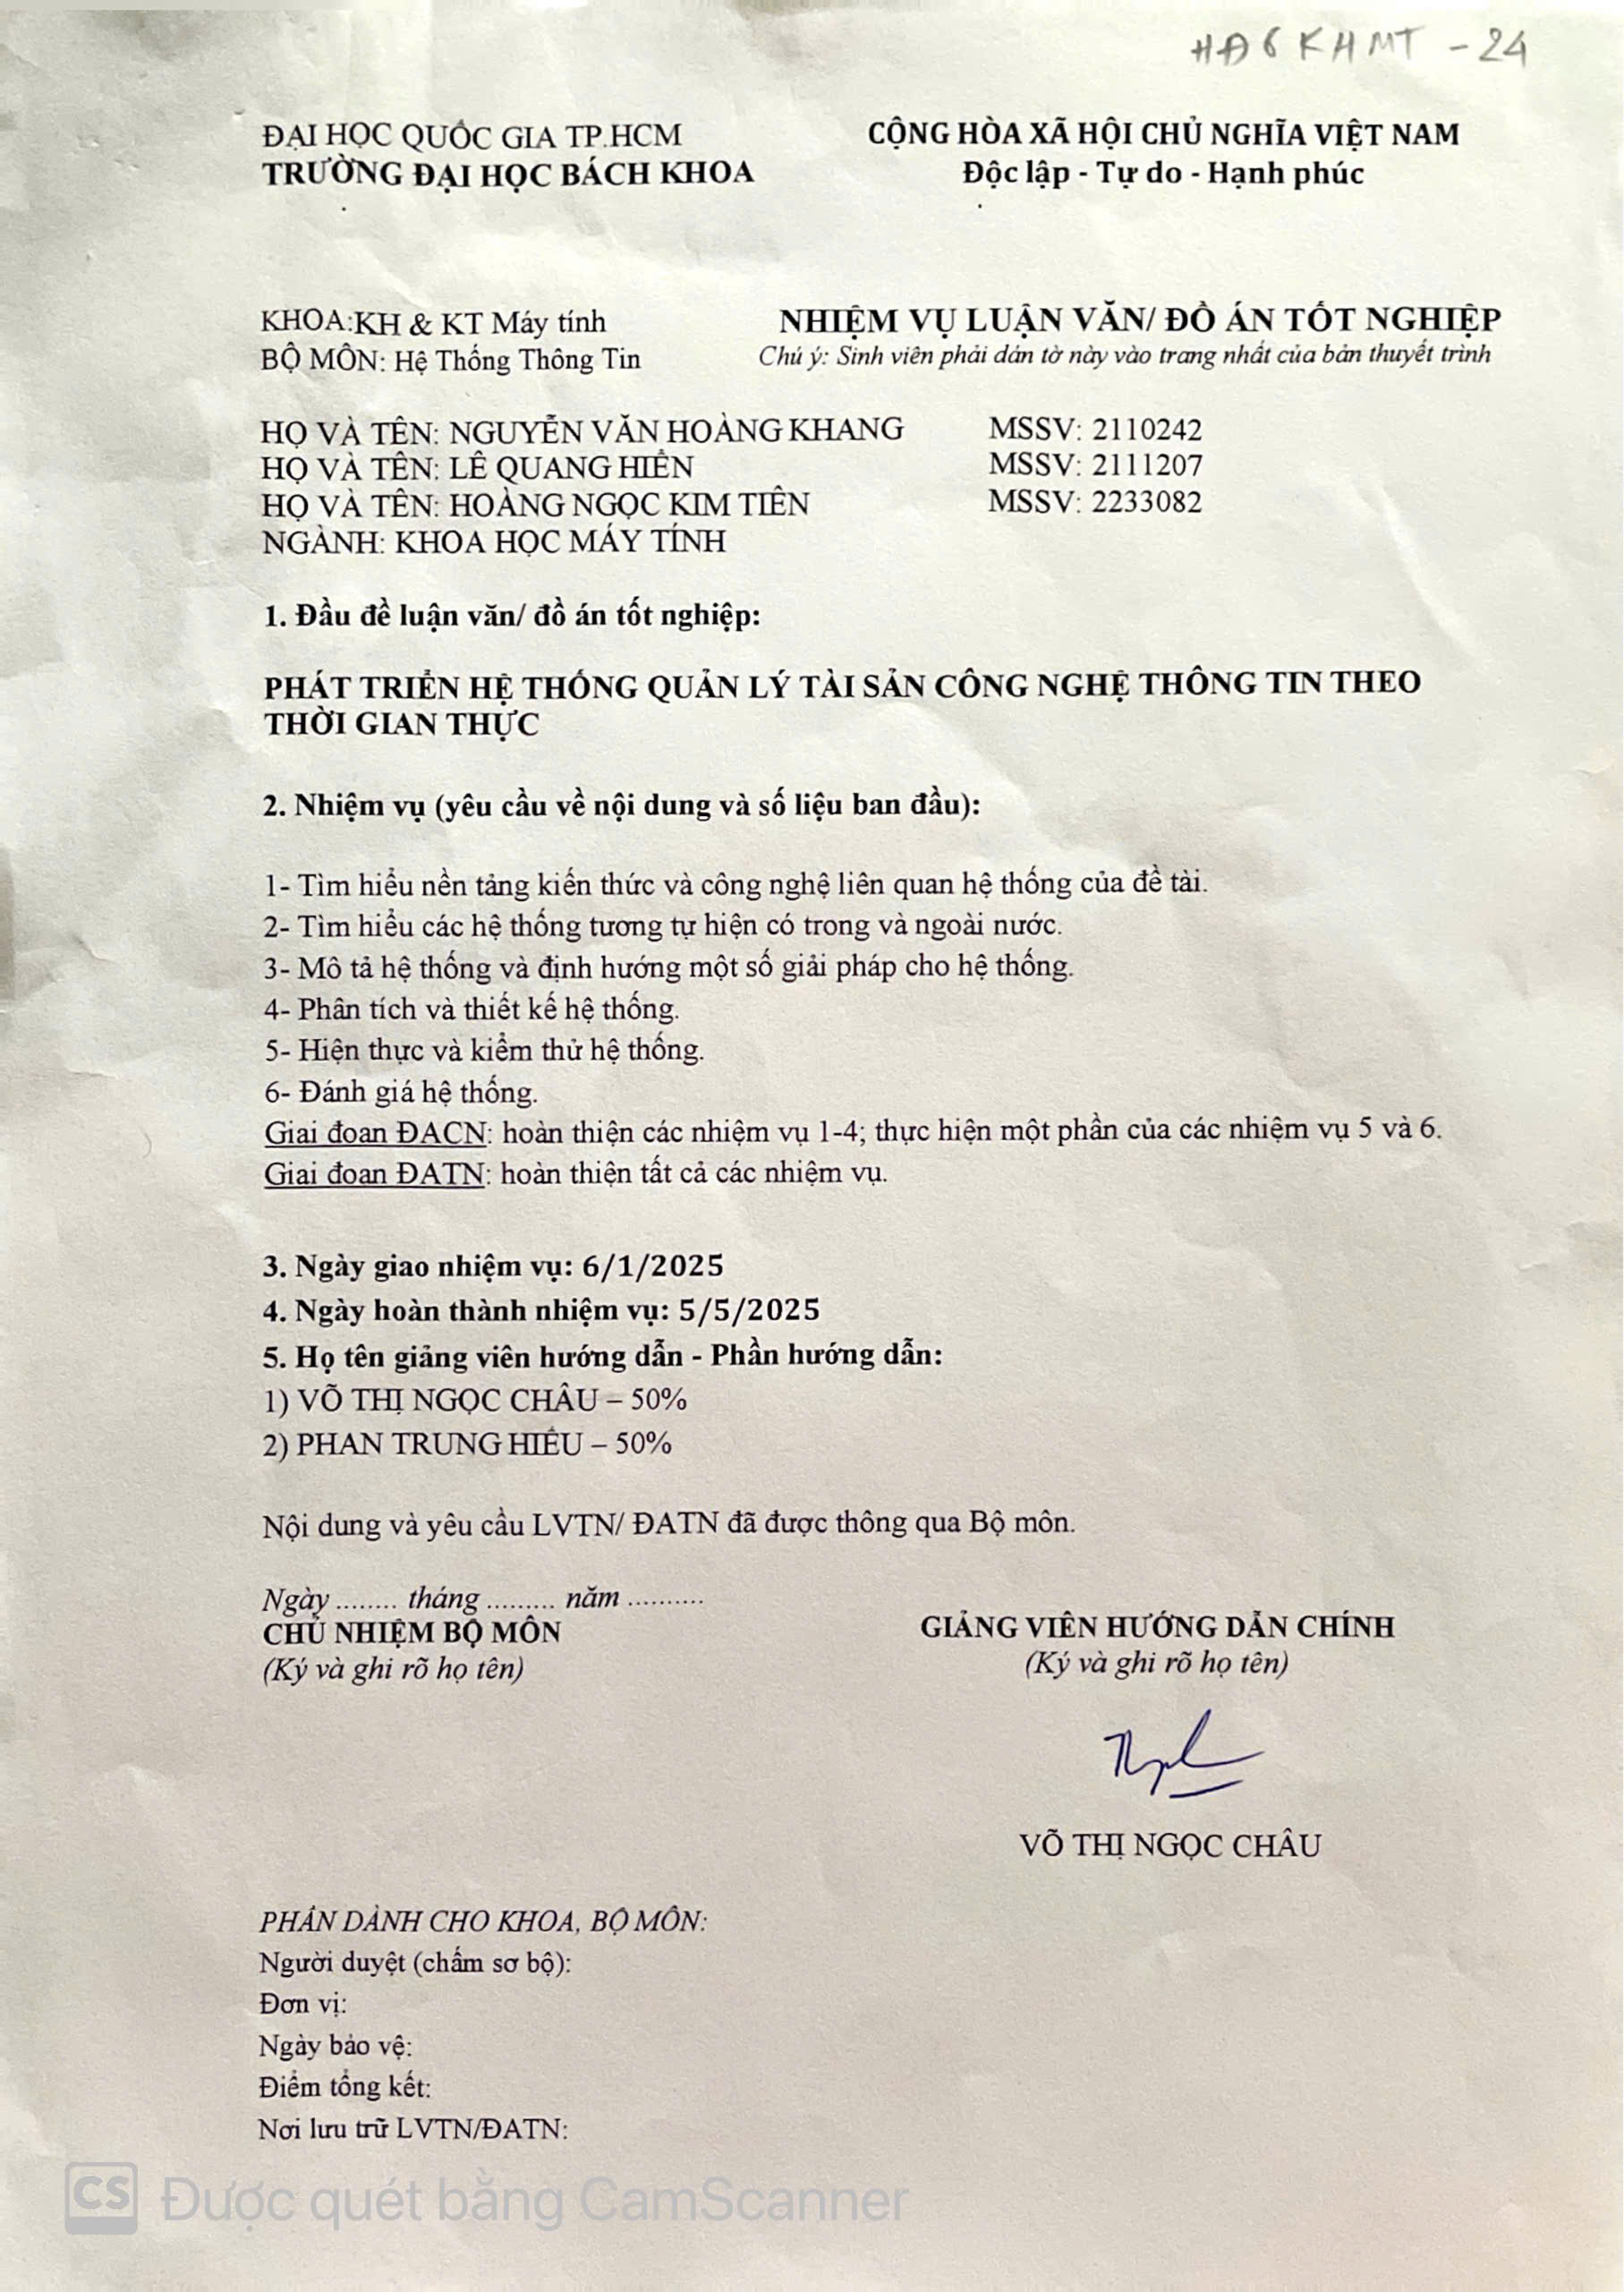 HĐ6 KHMT - 24
ĐẠI HỌC QUỐC GIA TP.HCM
TRƯỜNG ĐẠI HỌC BÁCH KHOA
CỘNG HÒA XÃ HỘI CHỦ NGHĨA VIỆT NAM
Độc lập - Tự do - Hạnh phúc
KHOA:KH & KT Máy tính
BỘ MÔN: Hệ Thống Thông Tin
NHIỆM VỤ LUẬN VĂN/ ĐỒ ÁN TỐT NGHIỆP
Chú ý: Sinh viên phải dán tờ này vào trang nhất của bản thuyết trình
HỌ VÀ TÊN: NGUYỄN VĂN HOÀNG KHANG MSSV: 2110242
HỌ VÀ TÊN: LÊ QUANG HIỂN MSSV: 2111207
HỌ VÀ TÊN: HOÀNG NGỌC KIM TIÊN MSSV: 2233082
NGÀNH: KHOA HỌC MÁY TÍNH
1. Đầu đề luận văn/ đồ án tốt nghiệp:
PHÁT TRIỂN HỆ THỐNG QUẢN LÝ TÀI SẢN CÔNG NGHỆ THÔNG TIN THEO
THỜI GIAN THỰC
2. Nhiệm vụ (yêu cầu về nội dung và số liệu ban đầu):
1- Tìm hiểu nền tảng kiến thức và công nghệ liên quan hệ thống của đề tài.
2- Tìm hiểu các hệ thống tương tự hiện có trong và ngoài nước.
3- Mô tả hệ thống và định hướng một số giải pháp cho hệ thống.
4- Phân tích và thiết kế hệ thống.
5- Hiện thực và kiểm thử hệ thống.
6- Đánh giá hệ thống.
Giai đoạn ĐACN: hoàn thiện các nhiệm vụ 1-4; thực hiện một phần của các nhiệm vụ 5 và 6.
Giai đoạn ĐATN: hoàn thiện tất cả các nhiệm vụ.
3. Ngày giao nhiệm vụ: 6/1/2025
4. Ngày hoàn thành nhiệm vụ: 5/5/2025
5. Họ tên giảng viên hướng dẫn - Phần hướng dẫn:
1) VÕ THỊ NGỌC CHÂU – 50%
2) PHAN TRUNG HIẾU – 50%
Nội dung và yêu cầu LVTN/ ĐATN đã được thông qua Bộ môn.
Ngày ........ tháng ......... năm ..........
CHỦ NHIỆM BỘ MÔN
(Ký và ghi rõ họ tên)
GIẢNG VIÊN HƯỚNG DẪN CHÍNH
(Ký và ghi rõ họ tên)
VÕ THỊ NGỌC CHÂU
PHẦN DÀNH CHO KHOA, BỘ MÔN:
Người duyệt (chấm sơ bộ):
Đơn vị:
Ngày bảo vệ:
Điểm tổng kết:
Nơi lưu trữ LVTN/ĐATN:
CS Được quét bằng CamScanner